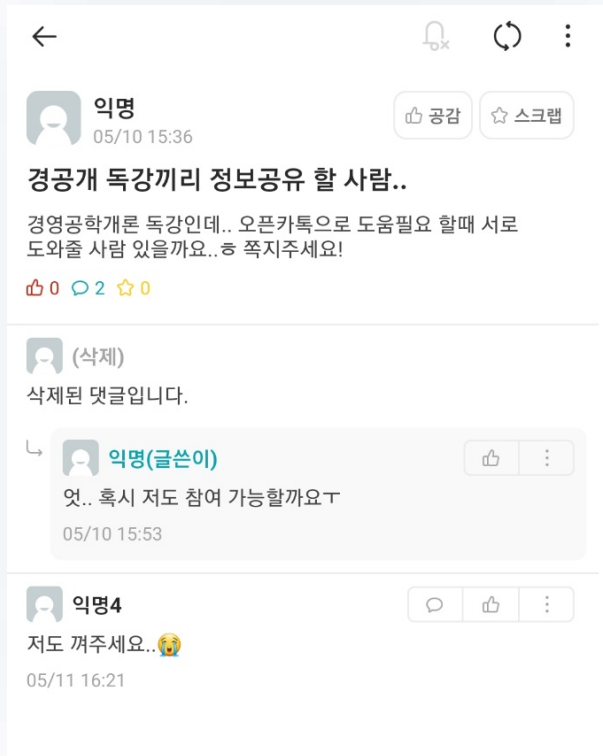 익명
05/10 15:36
공감
스크랩
경공개 독강끼리 정보공유 할 사람..
경영공학개론 독강인데.. 오픈카톡으로 도움필요 할때 서로
도와줄 사람 있을까요..ㅎ 쪽지주세요!
0 2 0
(삭제)
삭제된 댓글입니다.
익명(글쓴이)
엇.. 혹시 저도 참여 가능할까요ㅜ
05/10 15:53
익명4
저도 껴주세요..😭
05/11 16:21